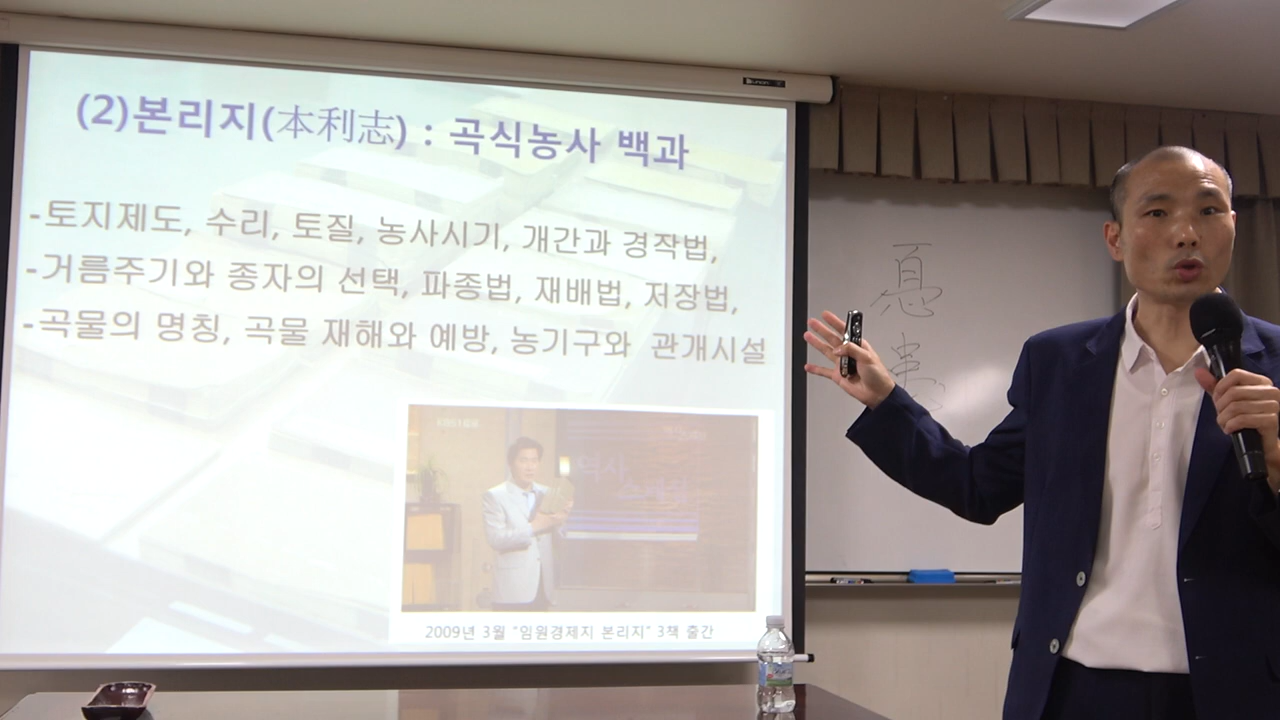 (2)본리지(本利志) : 곡식농사 백과
-토지제도, 수리, 토질, 농사시기, 개간과 경작법,
-거름주기와 종자의 선택, 파종법, 재배법, 저장법,
-곡물의 명칭, 곡물 재해와 예방, 농기구와 관개시설
역사
2009년 3월 "임원경제지 본리지" 3책 출간